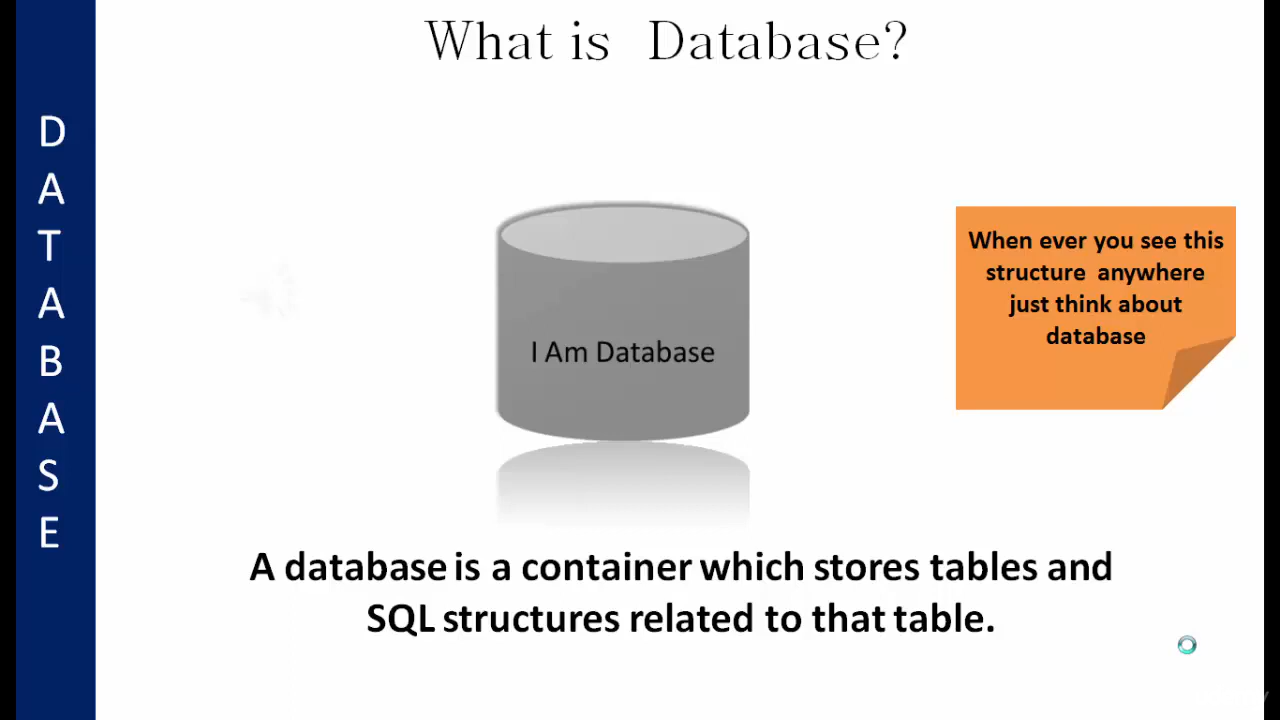 What is Database?
D
A
T
A
B
A
S
E
I Am Database
When ever you see this
structure anywhere
just think about
database
A database is a container which stores tables and
SQL structures related to that table.